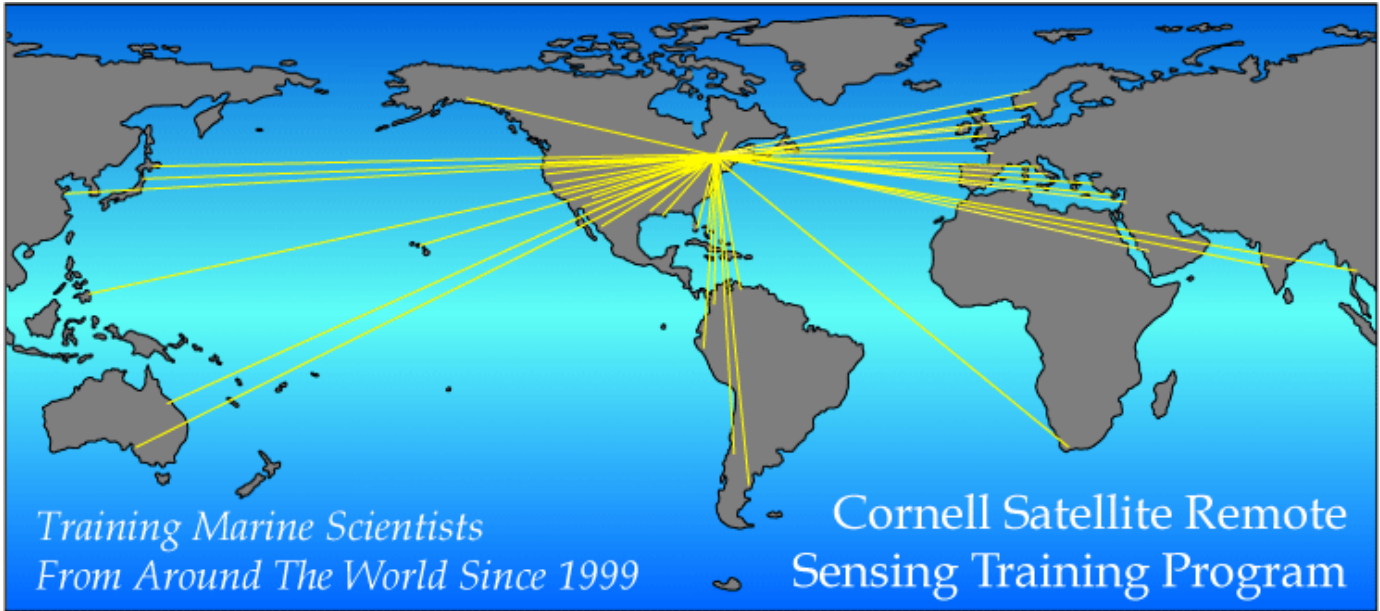 Training Marine Scientists
From Around The World Since 1999
Cornell Satellite Remote
Sensing Training Program